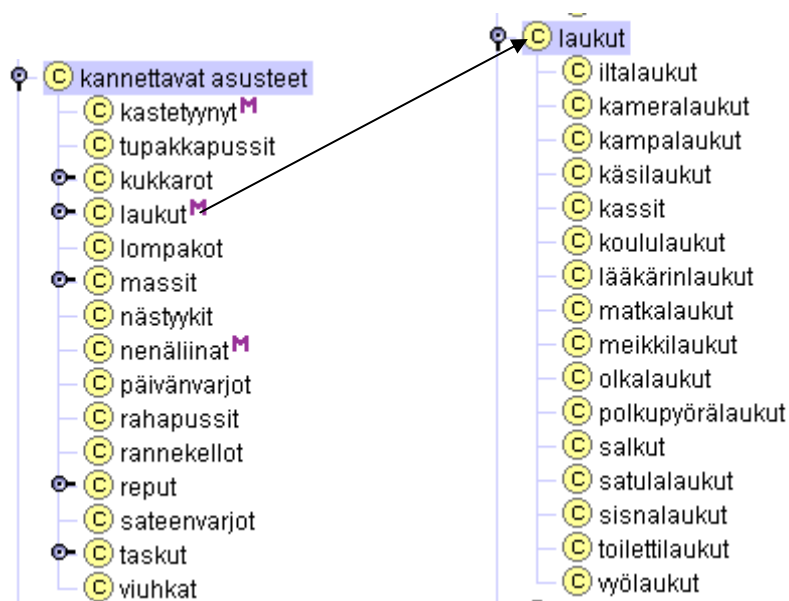 kannettavat asusteet
kastetyynyt M
tupakkapussit
kukkarot
laukut M
lompakot
massit
nästyykit
nenäliinat M
päivänvarjot
rahapussit
rannekellot
reput
sateenvarjot
taskut
viuhkat
laukut
iltalaukut
kameralaukut
kampalaukut
käsilaukut
kassit
koululaukut
lääkärinlaukut
matkalaukut
meikkilaukut
olkalaukut
polkupyörälaukut
salkut
satulalaukut
sisnalaukut
toilettilaukut
vyölaukut